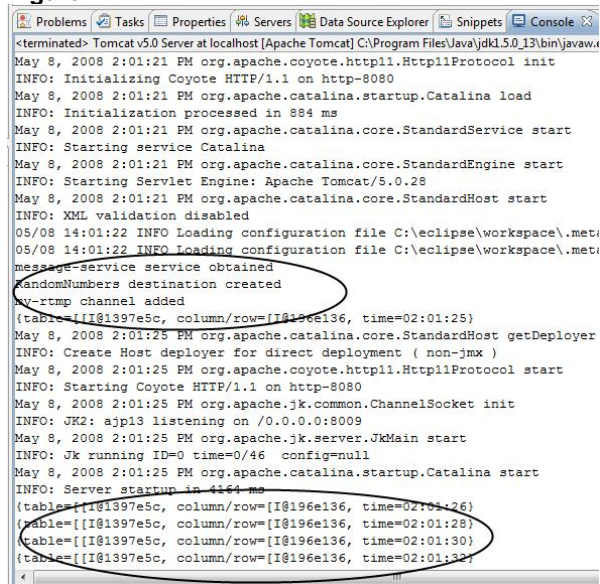 Problems Tasks Properties Servers Data Source Explorer Snippets Console
<terminated> Tomcat v5.0 Server at localhost [Apache Tomcat] C:\Program Files\Java\jdk1.5.0_13\bin\javaw.e
May 8, 2008 2:01:21 PM org.apache.coyote.http11.Http11Protocol init
INFO: Initializing Coyote HTTP/1.1 on http-8080
May 8, 2008 2:01:21 PM org.apache.catalina.startup.Catalina load
INFO: Initialization processed in 884 ms
May 8, 2008 2:01:21 PM org.apache.catalina.core.StandardService start
INFO: Starting service Catalina
May 8, 2008 2:01:21 PM org.apache.catalina.core.StandardEngine start
INFO: Starting Servlet Engine: Apache Tomcat/5.0.28
May 8, 2008 2:01:21 PM org.apache.catalina.core.StandardHost start
INFO: XML validation disabled
05/08 14:01:22 INFO Loading configuration file C:\eclipse\workspace\.meta
05/08 14:01:22 INFO Loading configuration file C:\eclipse\workspace\.meta
message-service service obtained
RandomNumbers destination created
my-rtmp channel added
{table=[[I@1397e5c, column/row=[I@196e136, time=02:01:25}
May 8, 2008 2:01:25 PM org.apache.catalina.core.StandardHost getDeployer
INFO: Create Host deployer for direct deployment ( non-jmx )
May 8, 2008 2:01:25 PM org.apache.coyote.http11.Http11Protocol start
INFO: Starting Coyote HTTP/1.1 on http-8080
May 8, 2008 2:01:25 PM org.apache.jk.common.ChannelSocket init
INFO: JK2: ajp13 listening on /0.0.0.0:8009
May 8, 2008 2:01:25 PM org.apache.jk.server.JkMain start
INFO: Jk running ID=0 time=0/46 config=null
May 8, 2008 2:01:25 PM org.apache.catalina.startup.Catalina start
INFO: Server startup in 4164 ms
{table=[[I@1397e5c, column/row=[I@196e136, time=02:01:26}
{table=[[I@1397e5c, column/row=[I@196e136, time=02:01:28}
{table=[[I@1397e5c, column/row=[I@196e136, time=02:01:30}
{table=[[I@1397e5c, column/row=[I@196e136, time=02:01:32}